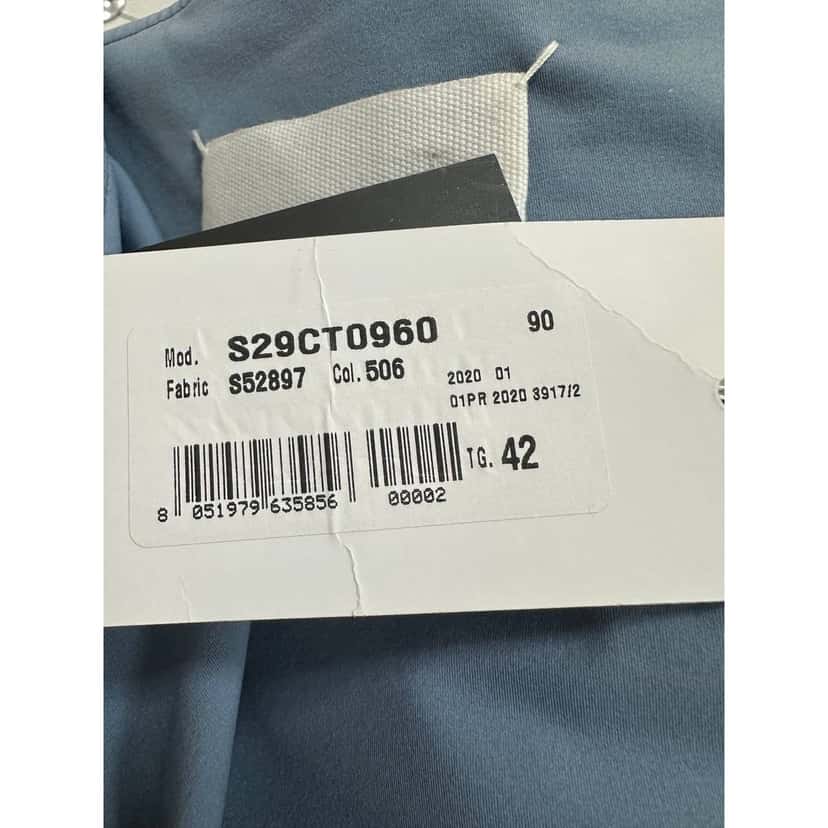 Mod. S29CT0960 90
Fabric S52897 Col. 506 2020 01
01PR 2020 3917/2
TG. 42
8 051979 635856 00002